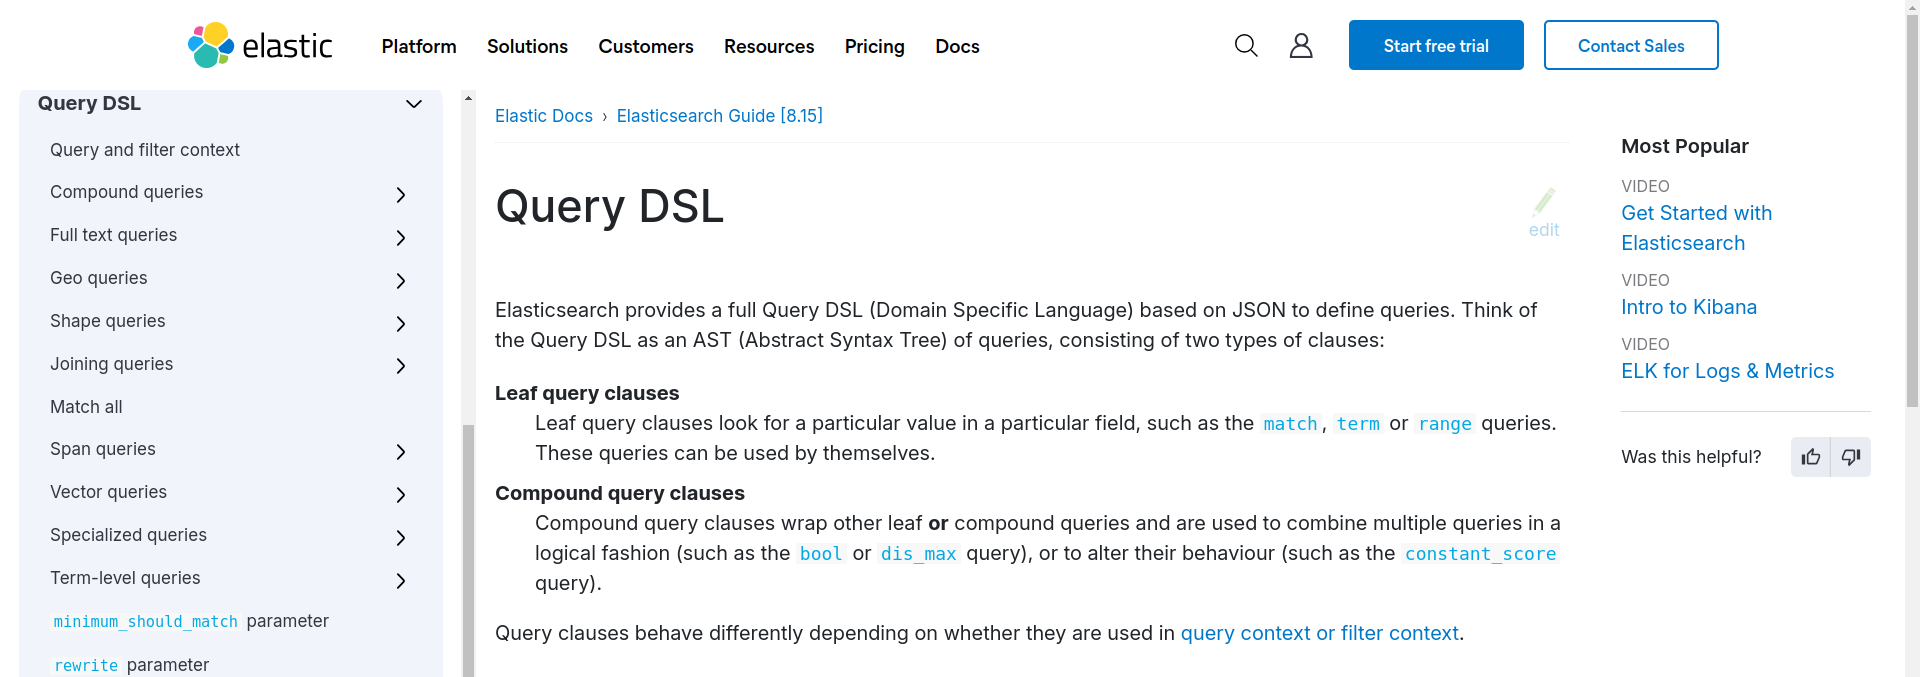 elastic
Platform Solutions Customers Resources Pricing Docs
Start free trial
Contact Sales
Query DSL
Query and filter context
Compound queries
Full text queries
Geo queries
Shape queries
Joining queries
Match all
Span queries
Vector queries
Specialized queries
Term-level queries
minimum_should_match parameter
rewrite parameter
Elastic Docs › Elasticsearch Guide [8.15]
Query DSL
edit
Elasticsearch provides a full Query DSL (Domain Specific Language) based on JSON to define queries. Think of
the Query DSL as an AST (Abstract Syntax Tree) of queries, consisting of two types of clauses:
Leaf query clauses
Leaf query clauses look for a particular value in a particular field, such as the match, term or range queries.
These queries can be used by themselves.
Compound query clauses
Compound query clauses wrap other leaf or compound queries and are used to combine multiple queries in a
logical fashion (such as the bool or dis_max query), or to alter their behaviour (such as the constant_score
query).
Query clauses behave differently depending on whether they are used in query context or filter context.
Most Popular
VIDEO
Get Started with
Elasticsearch
VIDEO
Intro to Kibana
VIDEO
ELK for Logs & Metrics
Was this helpful?